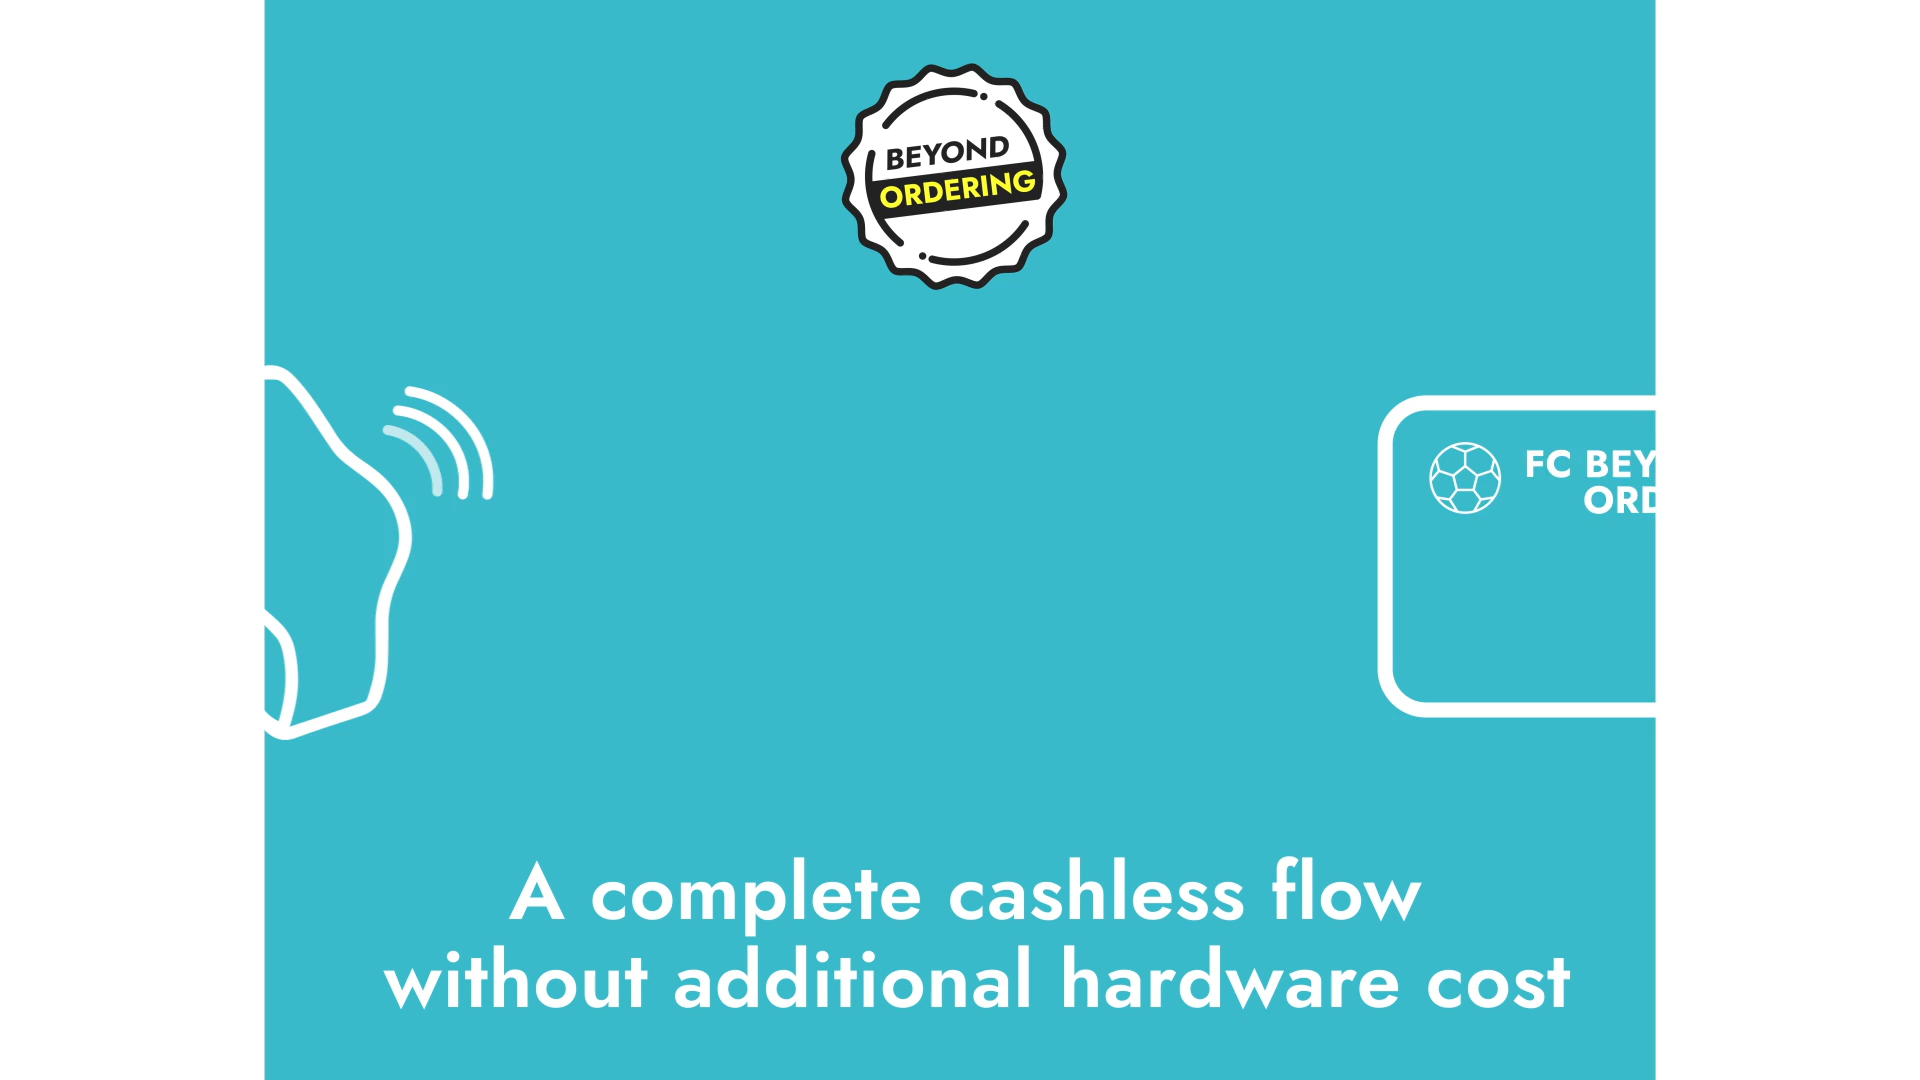 BEYOND
ORDERING
FC BEY
ORD
A complete cashless flow
without additional hardware cost